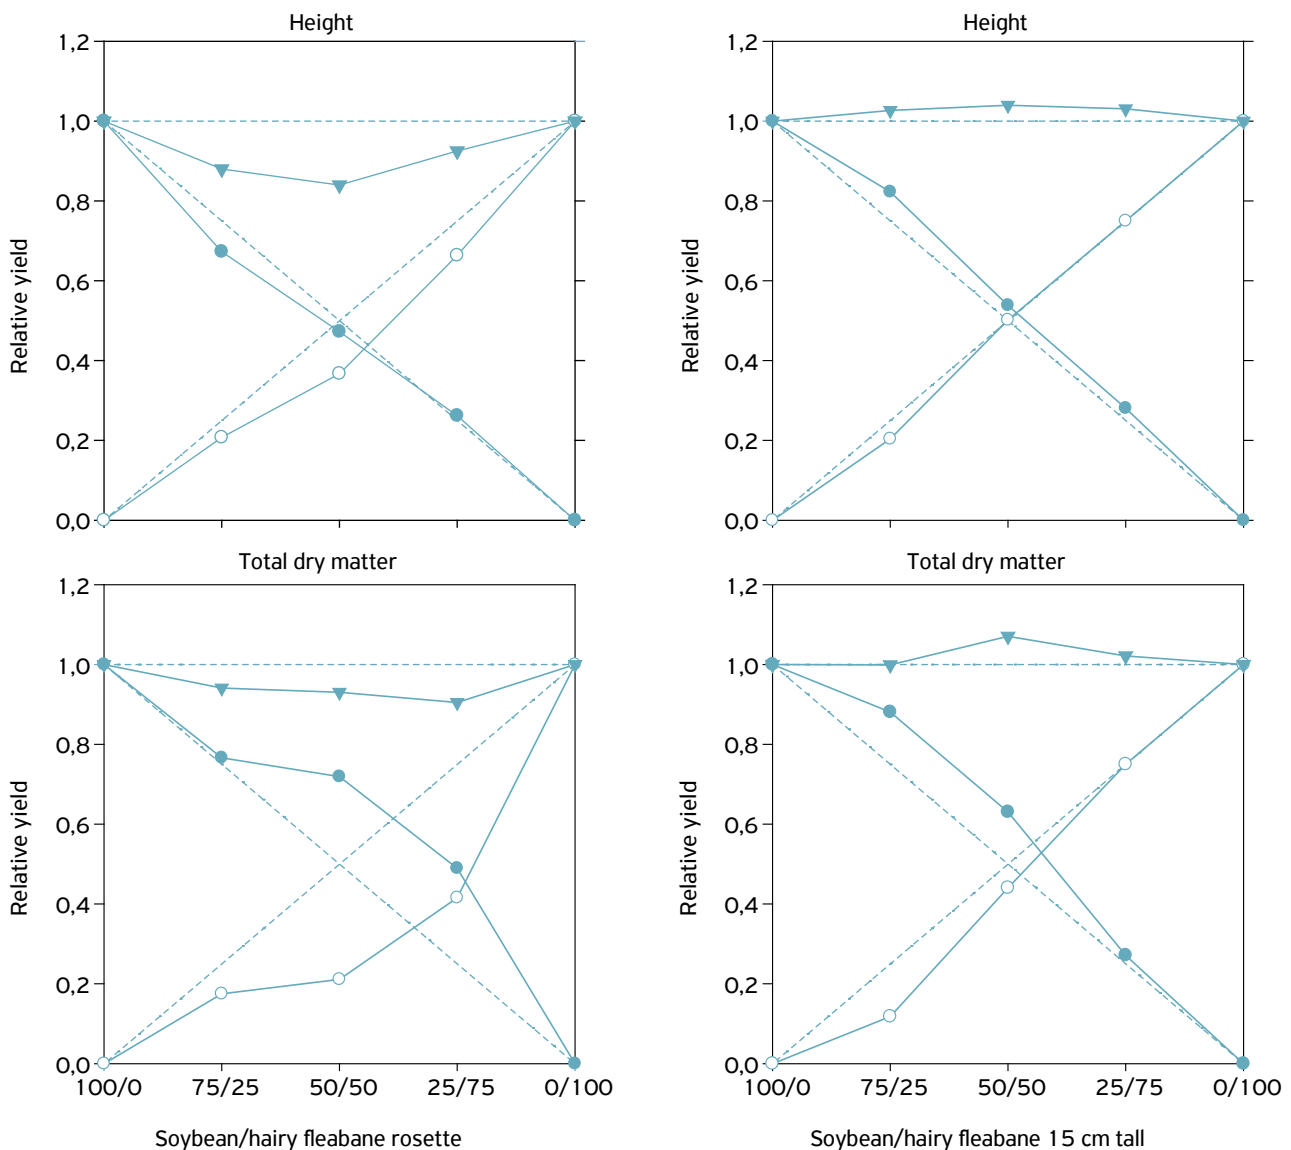 Height
1,2
1,0
0,8
0,6
0,4
0,2
0,0
Relative yield
Height
1,2
1,0
0,8
0,6
0,4
0,2
0,0
Relative yield
Total dry matter
1,2
1,0
0,8
0,6
0,4
0,2
0,0
Relative yield
100/0 75/25 50/50 25/75 0/100
Soybean/hairy fleabane rosette
Total dry matter
1,2
1,0
0,8
0,6
0,4
0,2
0,0
Relative yield
100/0 75/25 50/50 25/75 0/100
Soybean/hairy fleabane 15 cm tall